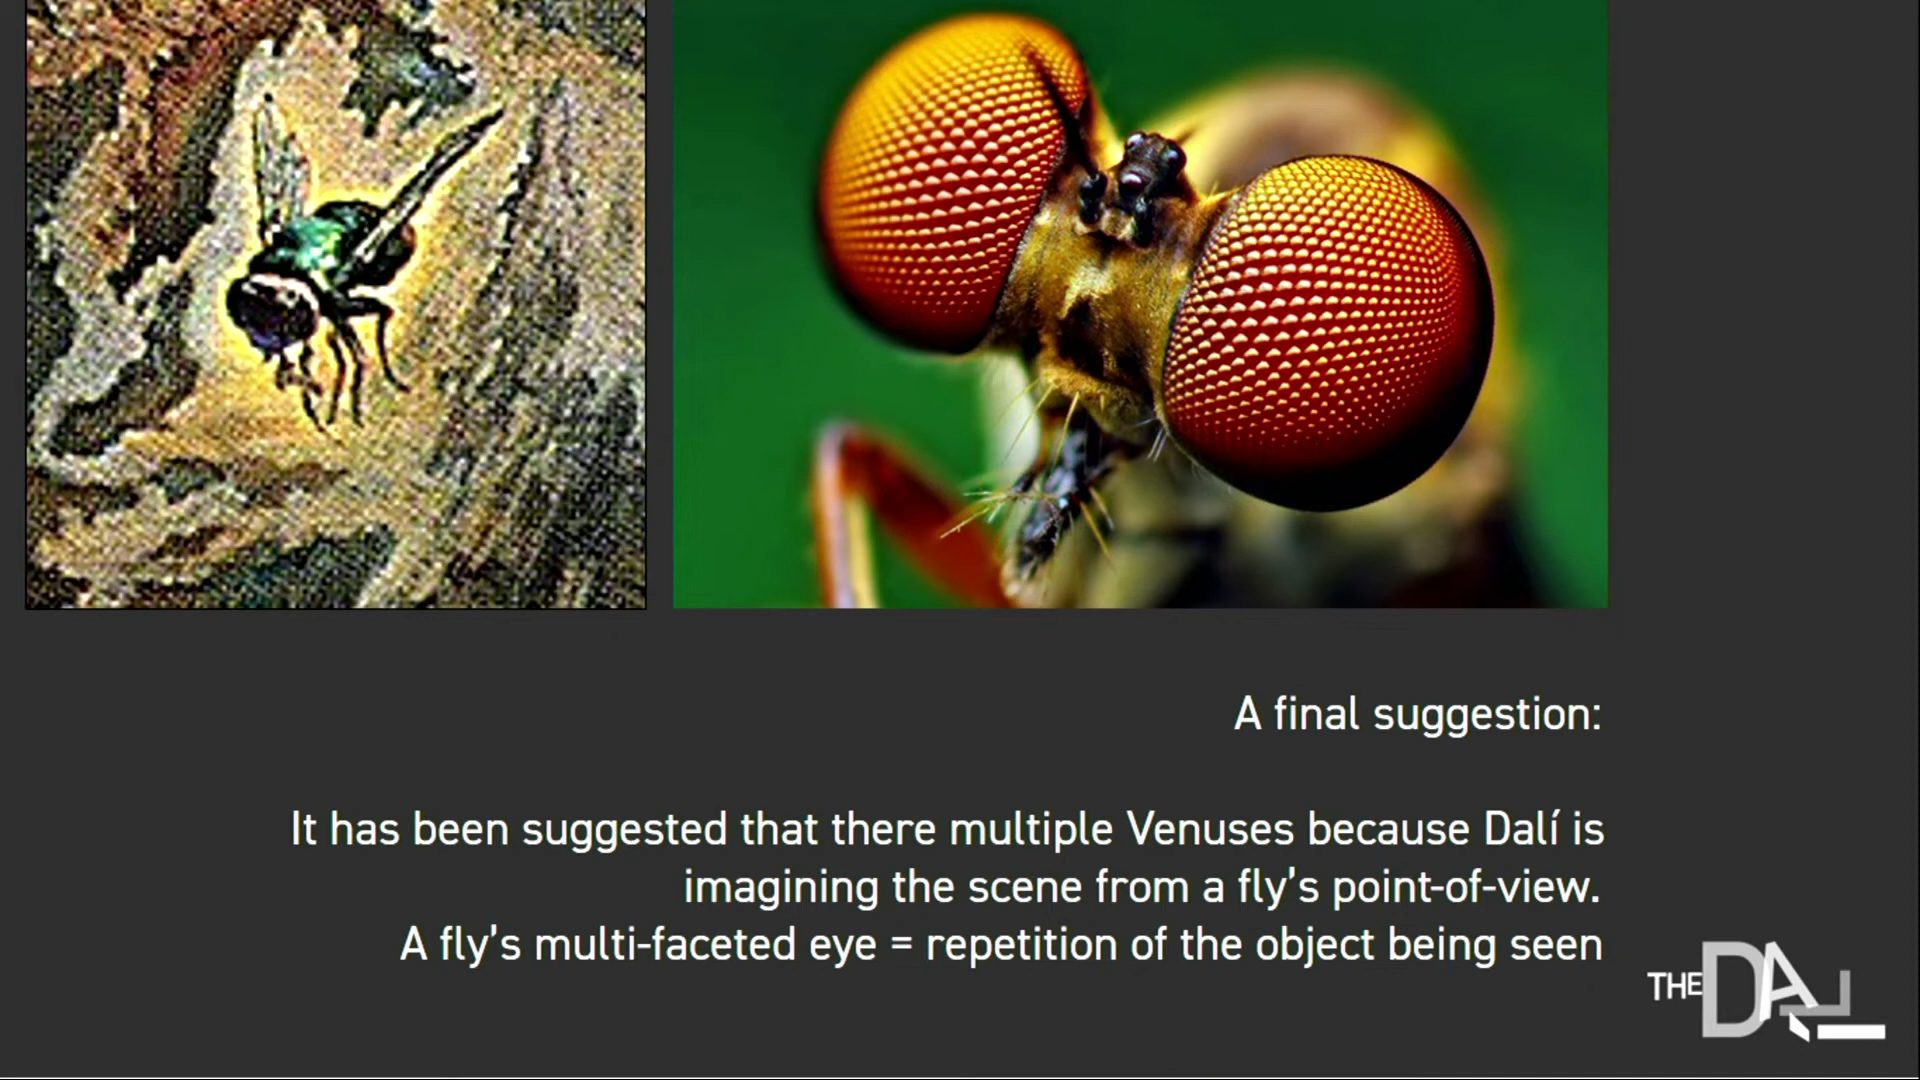 A final suggestion:
It has been suggested that there multiple Venuses because Dalí is
imagining the scene from a fly's point-of-view.
A fly's multi-faceted eye = repetition of the object being seen
THE DALÍ